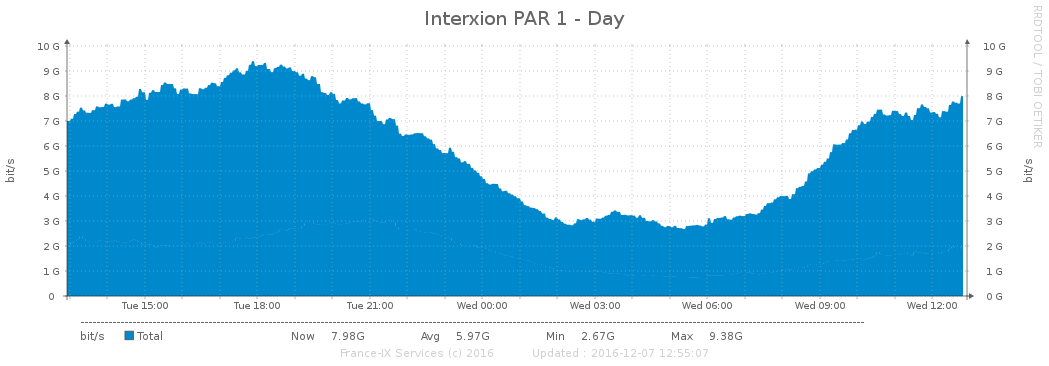 Interxion PAR 1 - Day
RRDTOOL / TOBI OETIKER
bit/s
10 G
9 G
8 G
7 G
6 G
5 G
4 G
3 G
2 G
1 G
0
10 G
9 G
8 G
7 G
6 G
5 G
4 G
3 G
2 G
1 G
0 G
bit/s
Tue 15:00 Tue 18:00 Tue 21:00 Wed 00:00 Wed 03:00 Wed 06:00 Wed 09:00 Wed 12:00
bit/s Total Now 7.98G Avg 5.97G Min 2.67G Max 9.38G
France-IX Services (c) 2016 Updated : 2016-12-07 12:55:07